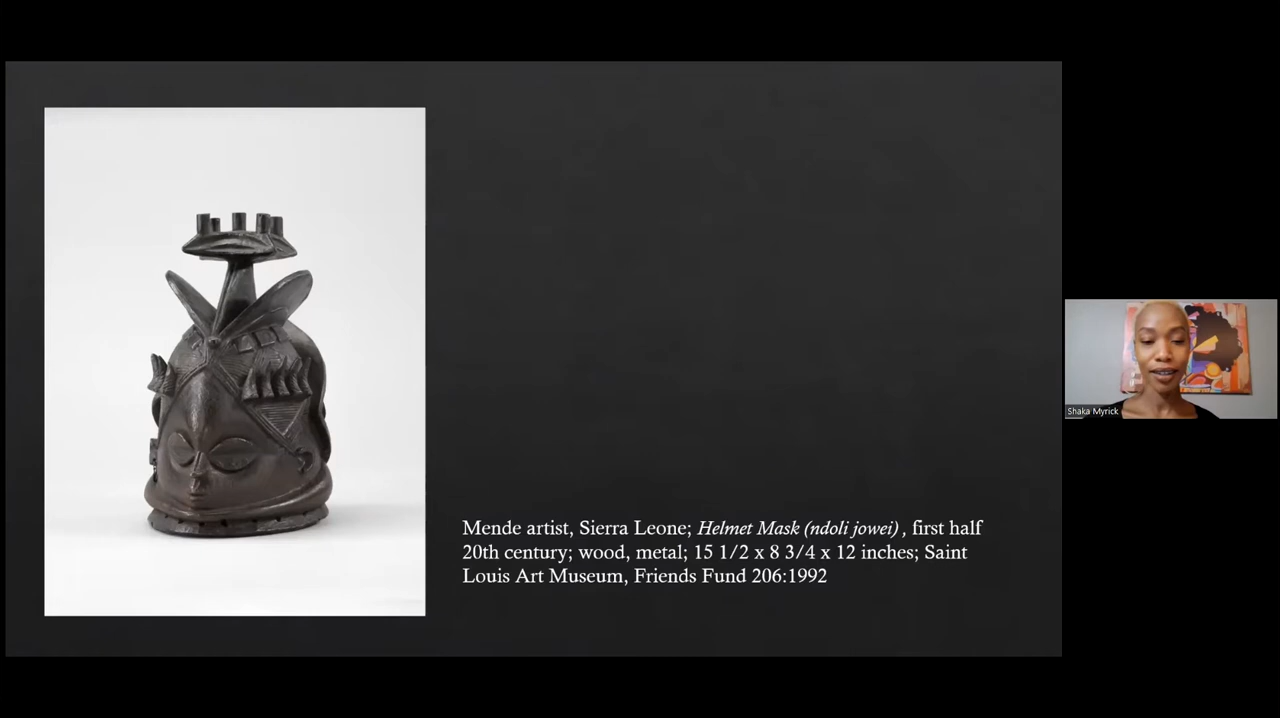 Mende artist, Sierra Leone; Helmet Mask (ndoli jowei), first half
20th century; wood, metal; 15 1/2 x 8 3/4 x 12 inches; Saint
Louis Art Museum, Friends Fund 206:1992
Shaka Myrick